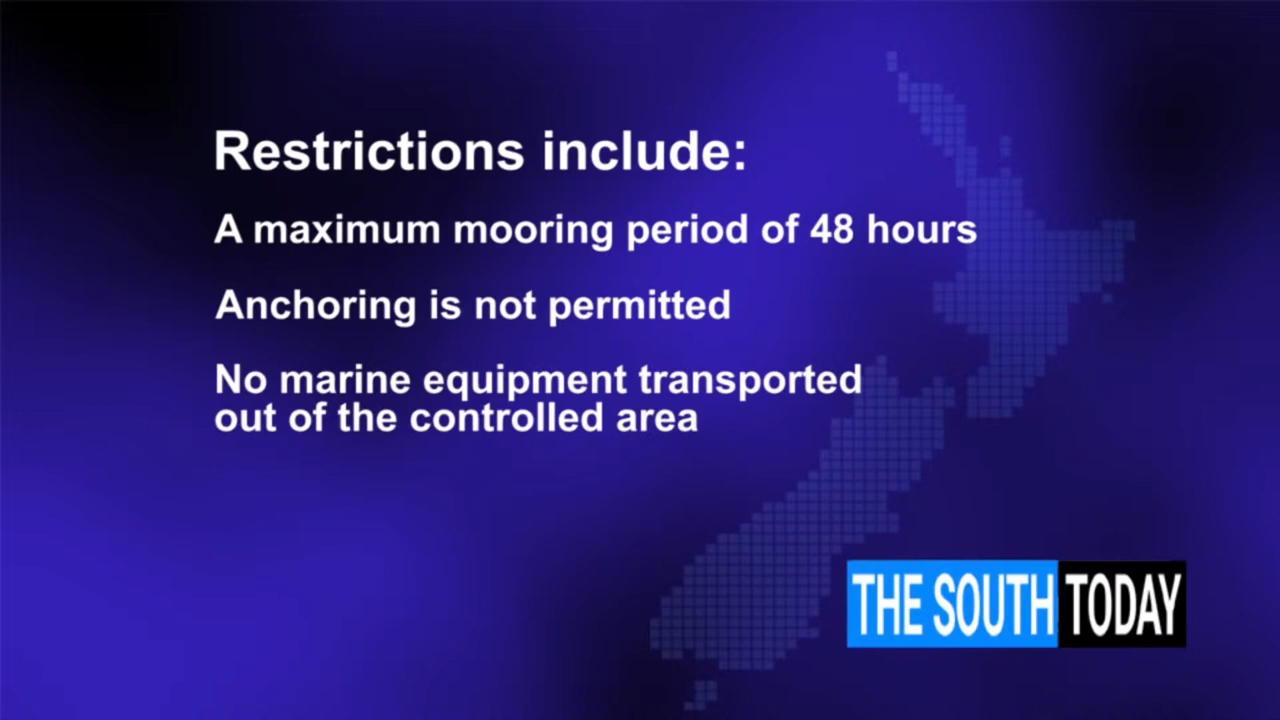 Restrictions include:
A maximum mooring period of 48 hours
Anchoring is not permitted
No marine equipment transported
out of the controlled area
THE SOUTH TODAY